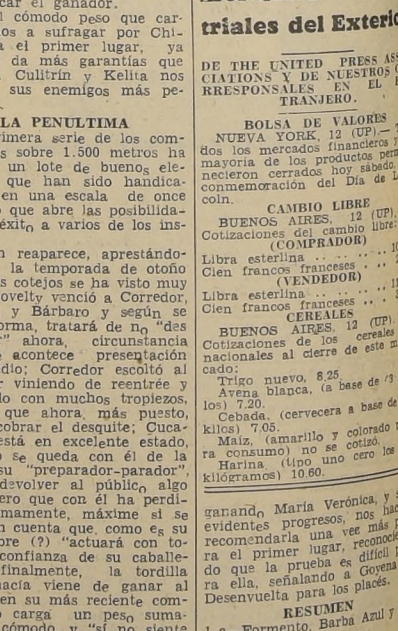 car el ganador.
l cómodo peso que car-
s a sufragar por Chi-
a el primer lugar, ya
da más garantías que
Culitrín y Kelita nos
sus enemigos más pe-
LA PENULTIMA
rimera serie de los com-
s sobre 1.500 metros ha
un lote de buenos ele-
que han sido handica-
en una escala de once
que abre las posibilida-
éxito a varios de los ins-
n reaparece, aprestándo-
la temporada de otoño
s cotejos se ha visto muy
ovelty venció a Corredor,
y Bárbaro y según se
orma, tratará de no "des
" ahora, circunstancia
e acontece presentación
dio; Corredor escoltó al
r viniendo de reentrée y
do con muchos tropiezos,
que ahora, más puesto,
cobrar el desquite; Cuca-
está en excelente estado,
o se queda con él de la
su "preparador-parador",
devolver al público algo
ero que con él ha perdi-
mamente, máxime si se
n cuenta que, como es su
bre (?) "actuará con to-
confianza de su caballe-
finalmente, la tordilla
nacía viene de ganar al
en su más reciente com-
carga un peso suma-
cómodo y "si no siente
triales del Exterio
DE THE UNITED PRESS ASS
CIATIONS Y DE NUESTROS C
RRESPONSALES EN EL E
TRANJERO.
BOLSA DE VALORES
NUEVA YORK, 12 (UP).— T
dos los mercados financieros y
mayoría de los productos perm
necieron cerrados hoy sábado,
conmemoración del Día de L
coln.
CAMBIO LIBRE
BUENOS AIRES, 12 (UP),
Cotizaciones del cambio libre:
(COMPRADOR)
Libra esterlina .. .. ..
Cien francos franceses . .
(VENDEDOR)
Libra esterlina .. .. ..
Cien francos franceses . .
CEREALES
BUENOS AIRES, 12 (UP)
Cotizaciones de los cereales
nacionales al cierre de este m
cado:
Trigo nuevo, 8,25.
Avena blanca, (a base de
los) 7.20.
Cebada, (cervecera a base de
kilos) 7,05.
Maíz, (amarillo y colorado
ra consumo) no se cotizó.
Harina, (tipo uno cero los
kilógramos) 10.60.
ganando María Verónica, y s
evidentes progresos, nos hac
recomendarla una vez más p
ra el primer lugar, reconocie
do que la prueba es difícil p
ra ella, señalando a Goyena
Desenvuelta para los placés.
RESUMEN
Formento, Barba Azul y